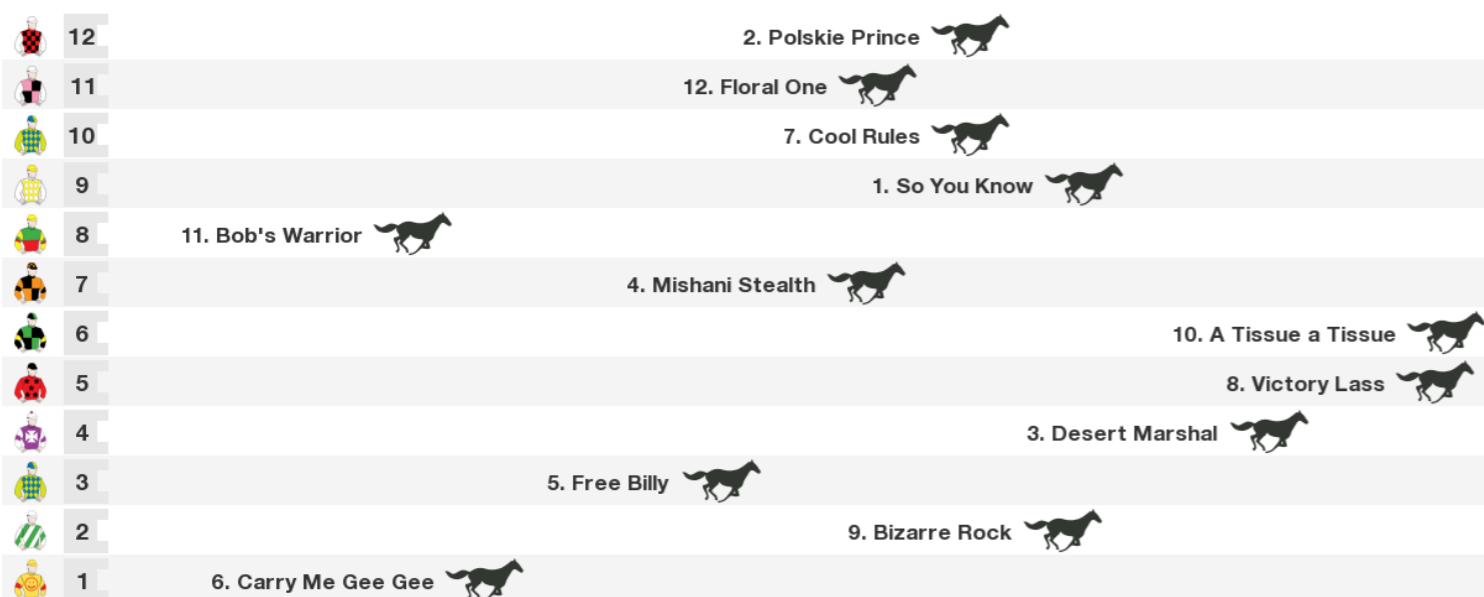 12 2. Polskie Prince
11 12. Floral One
10 7. Cool Rules
9 1. So You Know
8 11. Bob's Warrior
7 4. Mishani Stealth
6 10. A Tissue a Tissue
5 8. Victory Lass
4 3. Desert Marshal
3 5. Free Billy
2 9. Bizarre Rock
1 6. Carry Me Gee Gee